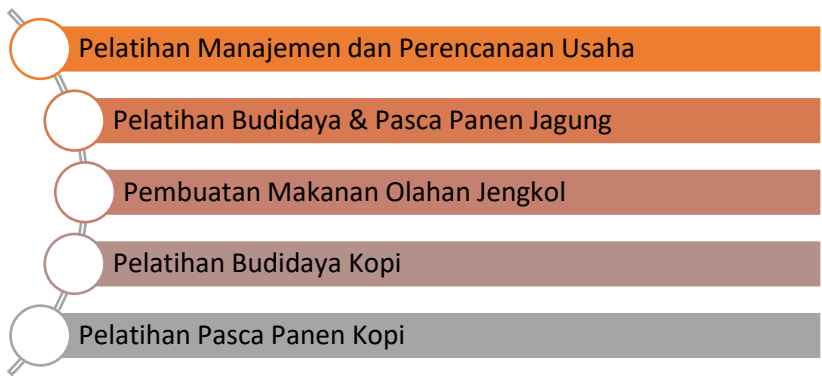 Pelatihan Manajemen dan Perencanaan Usaha
Pelatihan Budidaya & Pasca Panen Jagung
Pembuatan Makanan Olahan Jengkol
Pelatihan Budidaya Kopi
Pelatihan Pasca Panen Kopi